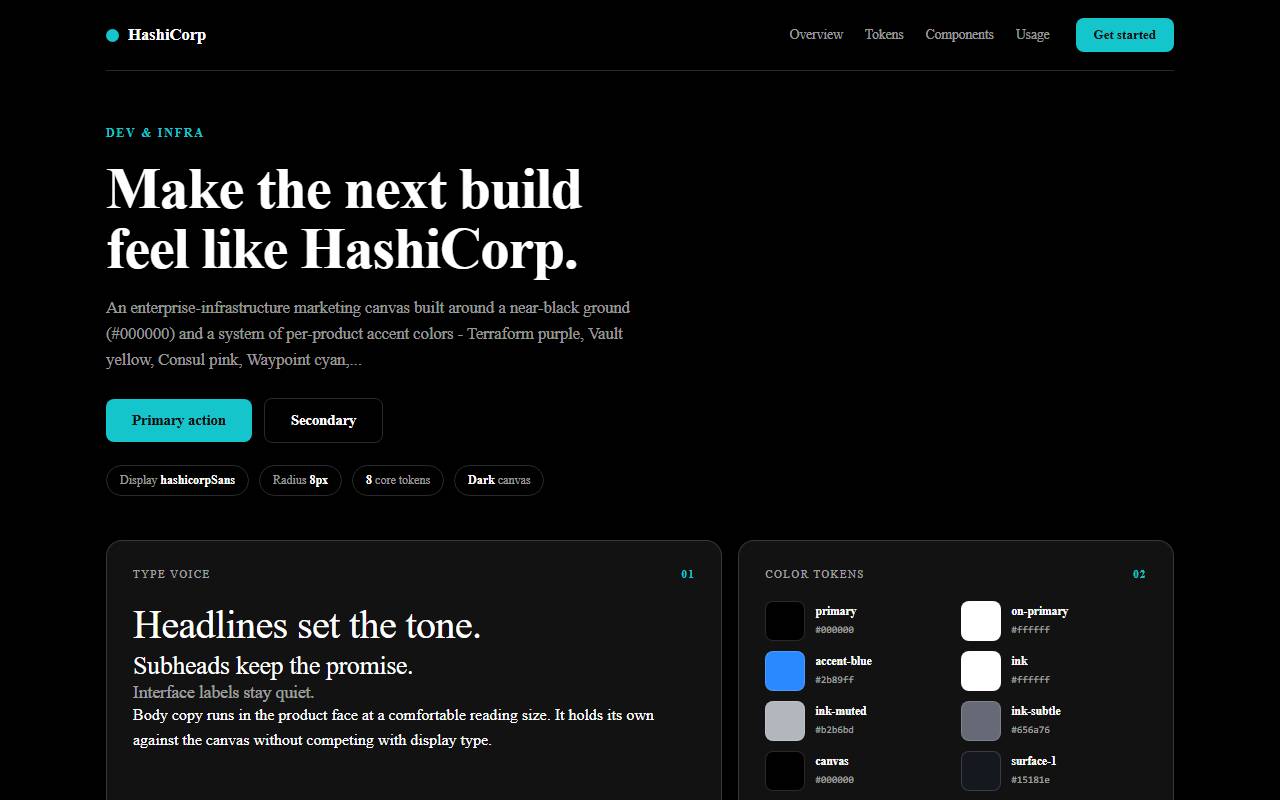 HashiCorp
Overview Tokens Components Usage Get started
DEV & INFRA
Make the next build
feel like HashiCorp.
An enterprise-infrastructure marketing canvas built around a near-black ground
(#000000) and a system of per-product accent colors - Terraform purple, Vault
yellow, Consul pink, Waypoint cyan,...
Primary action Secondary
Display hashicorpSans Radius 8px 8 core tokens Dark canvas
TYPE VOICE 01
Headlines set the tone.
Subheads keep the promise.
Interface labels stay quiet.
Body copy runs in the product face at a comfortable reading size. It holds its own
against the canvas without competing with display type.
COLOR TOKENS 02
primary
#000000
on-primary
#ffffff
accent-blue
#2b89ff
ink
#ffffff
ink-muted
#b2b6bd
ink-subtle
#656a76
canvas
#000000
surface-1
#15181e